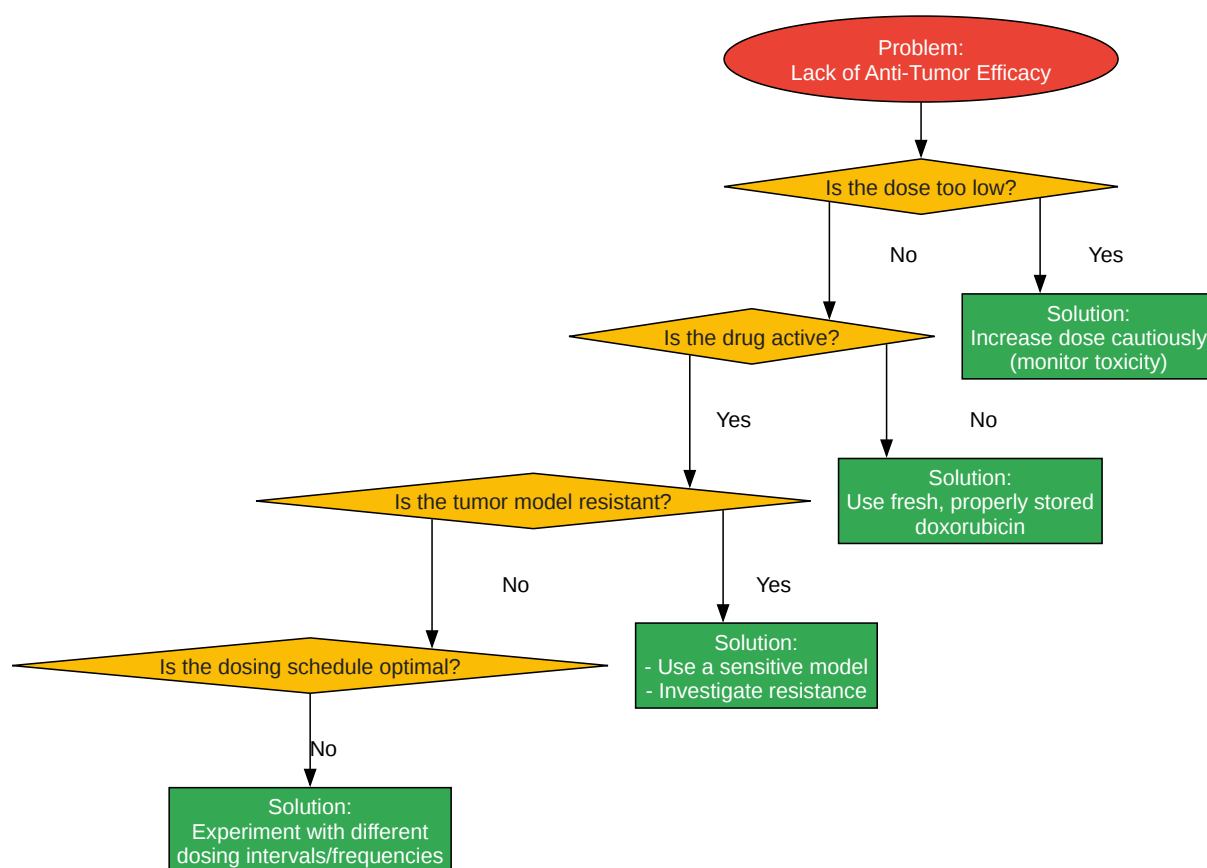 Problem:
Lack of Anti-Tumor Efficacy
Is the dose too low?
No
Yes
Solution:
Increase dose cautiously
(monitor toxicity)
Is the drug active?
Yes
No
Solution:
Use fresh, properly stored
doxorubicin
Is the tumor model resistant?
No
Yes
Solution:
- Use a sensitive model
- Investigate resistance
Is the dosing schedule optimal?
No
Solution:
Experiment with different
dosing intervals/frequencies